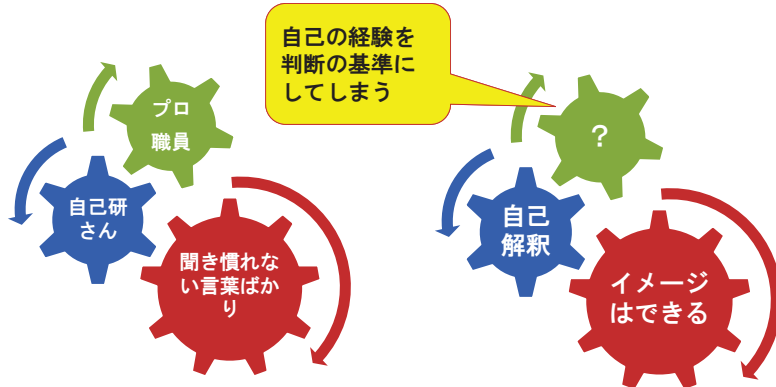 自己の経験を
判断の基準に
してしまう
プロ
職員
自己研
さん
聞き慣れな
い言葉ばか
り
？
自己
解釈
イメージ
はできる